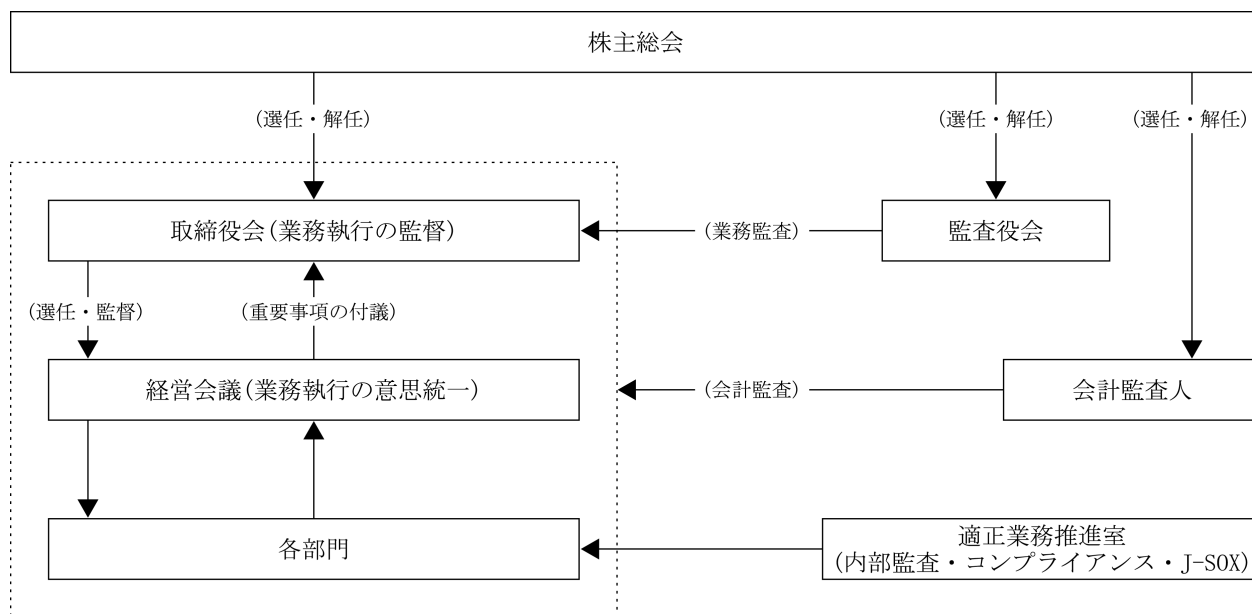 株主総会
(選任・解任)
(選任・解任)
(選任・解任)
取締役会(業務執行の監督)
(業務監査)
監査役会
(選任・監督)
(重要事項の付議)
経営会議(業務執行の意思統一)
(会計監査)
会計監査人
各部門
適正業務推進室
(内部監査・コンプライアンス・J-SOX)